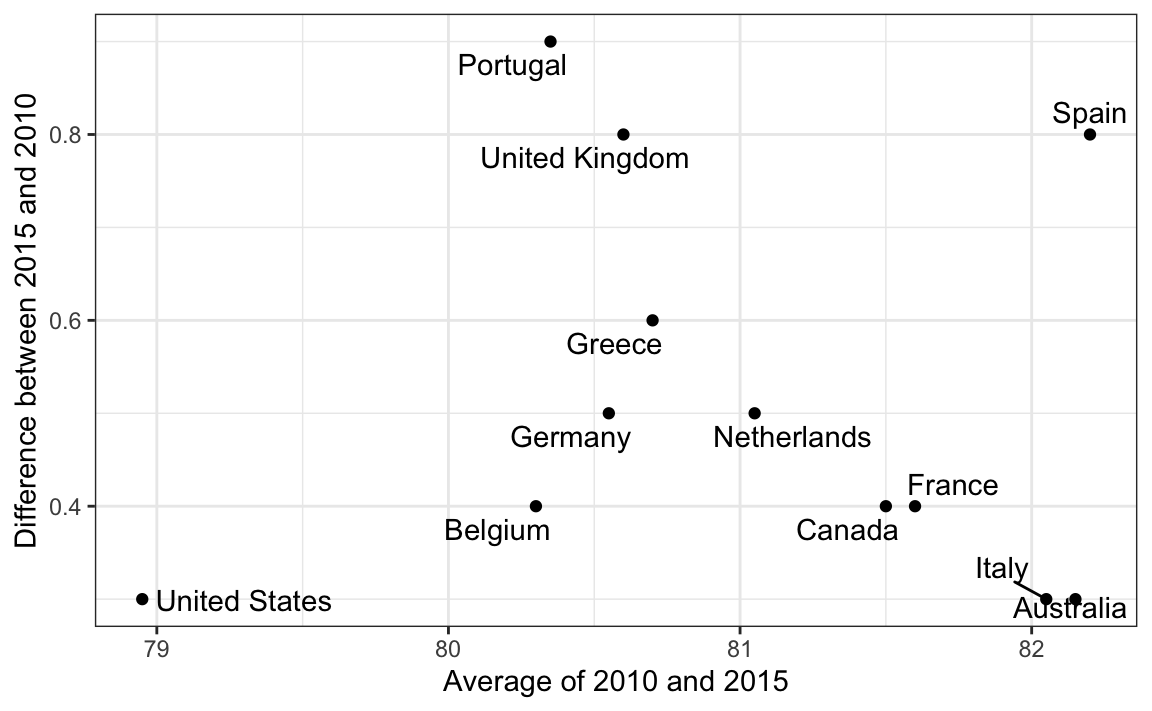 Portugal
Spain
0.8
United Kingdom
0.6
Greece
Germany
Netherlands
France
0.4
Belgium
Canada
Italy
United States
Australia
79
80
81
82
Average of 2010 and 2015
Difference between 2015 and 2010